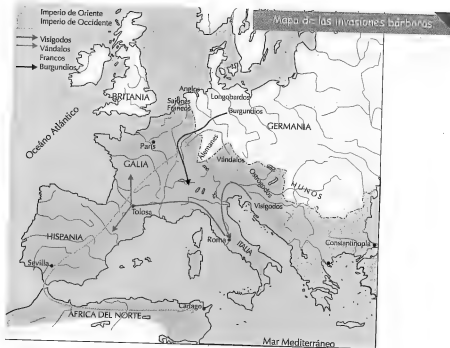 Mapa de las invasiones bárbaras
Imperio de Oriente
Imperio de Occidente
Visigodos
Vándalos
Francos
Burgundios
Océano Atlántico
BRITANIA
Anglos
Sajones
Francos
Longobardos
Burgundios
GERMANIA
Alemanes
París
GALIA
Vándalos
Ostrogodos
HUNOS
Visigodos
Tolosa
HISPANIA
Roma
ITALIA
Constantinopla
Sevilla
Cartago
ÁFRICA DEL NORTE
Mar Mediterráneo